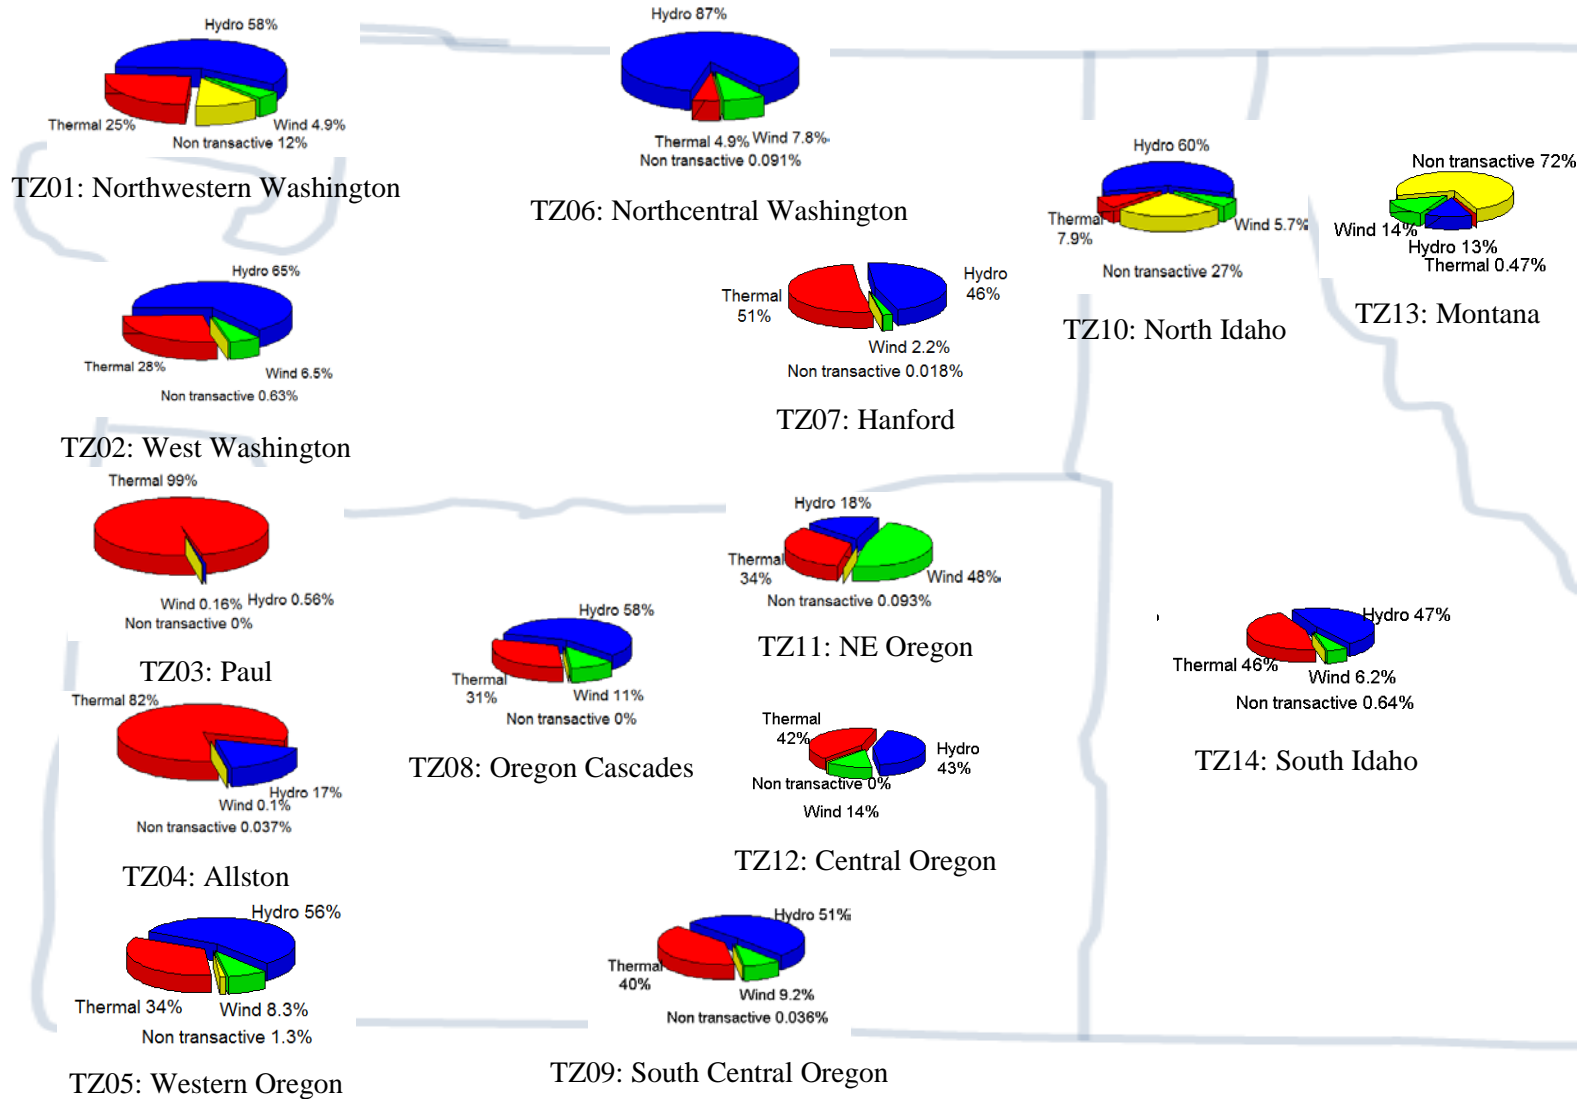 Hydro 58%
Thermal 25%
Wind 4.9%
Non transactive 12%
TZ01: Northwestern Washington
Hydro 87%
Thermal 4.9%
Wind 7.8%
Non transactive 0.091%
TZ06: Northcentral Washington
Hydro 60%
Thermal
7.9%
Wind 5.7%
Non transactive 27%
TZ10: North Idaho
Non transactive 72%
Wind 14%
Hydro 13%
Thermal 0.47%
TZ13: Montana
Hydro 65%
Thermal 28%
Wind 6.5%
Non transactive 0.63%
TZ02: West Washington
Thermal
51%
Hydro
46%
Wind 2.2%
Non transactive 0.018%
TZ07: Hanford
Thermal 99%
Wind 0.16%
Hydro 0.56%
Non transactive 0%
TZ03: Paul
Hydro 58%
Thermal
31%
Wind 11%
Non transactive 0%
TZ08: Oregon Cascades
Hydro 18%
Thermal
34%
Wind 48%
Non transactive 0.093%
TZ11: NE Oregon
Hydro 47%
Thermal 46%
Wind 6.2%
Non transactive 0.64%
TZ14: South Idaho
Thermal 82%
Hydro 17%
Wind 0.1%
Non transactive 0.037%
TZ04: Allston
Thermal
42%
Hydro
43%
Non transactive 0%
Wind 14%
TZ12: Central Oregon
Hydro 56%
Thermal 34%
Wind 8.3%
Non transactive 1.3%
TZ05: Western Oregon
Hydro 51%
Thermal
40%
Wind 9.2%
Non transactive 0.036%
TZ09: South Central Oregon